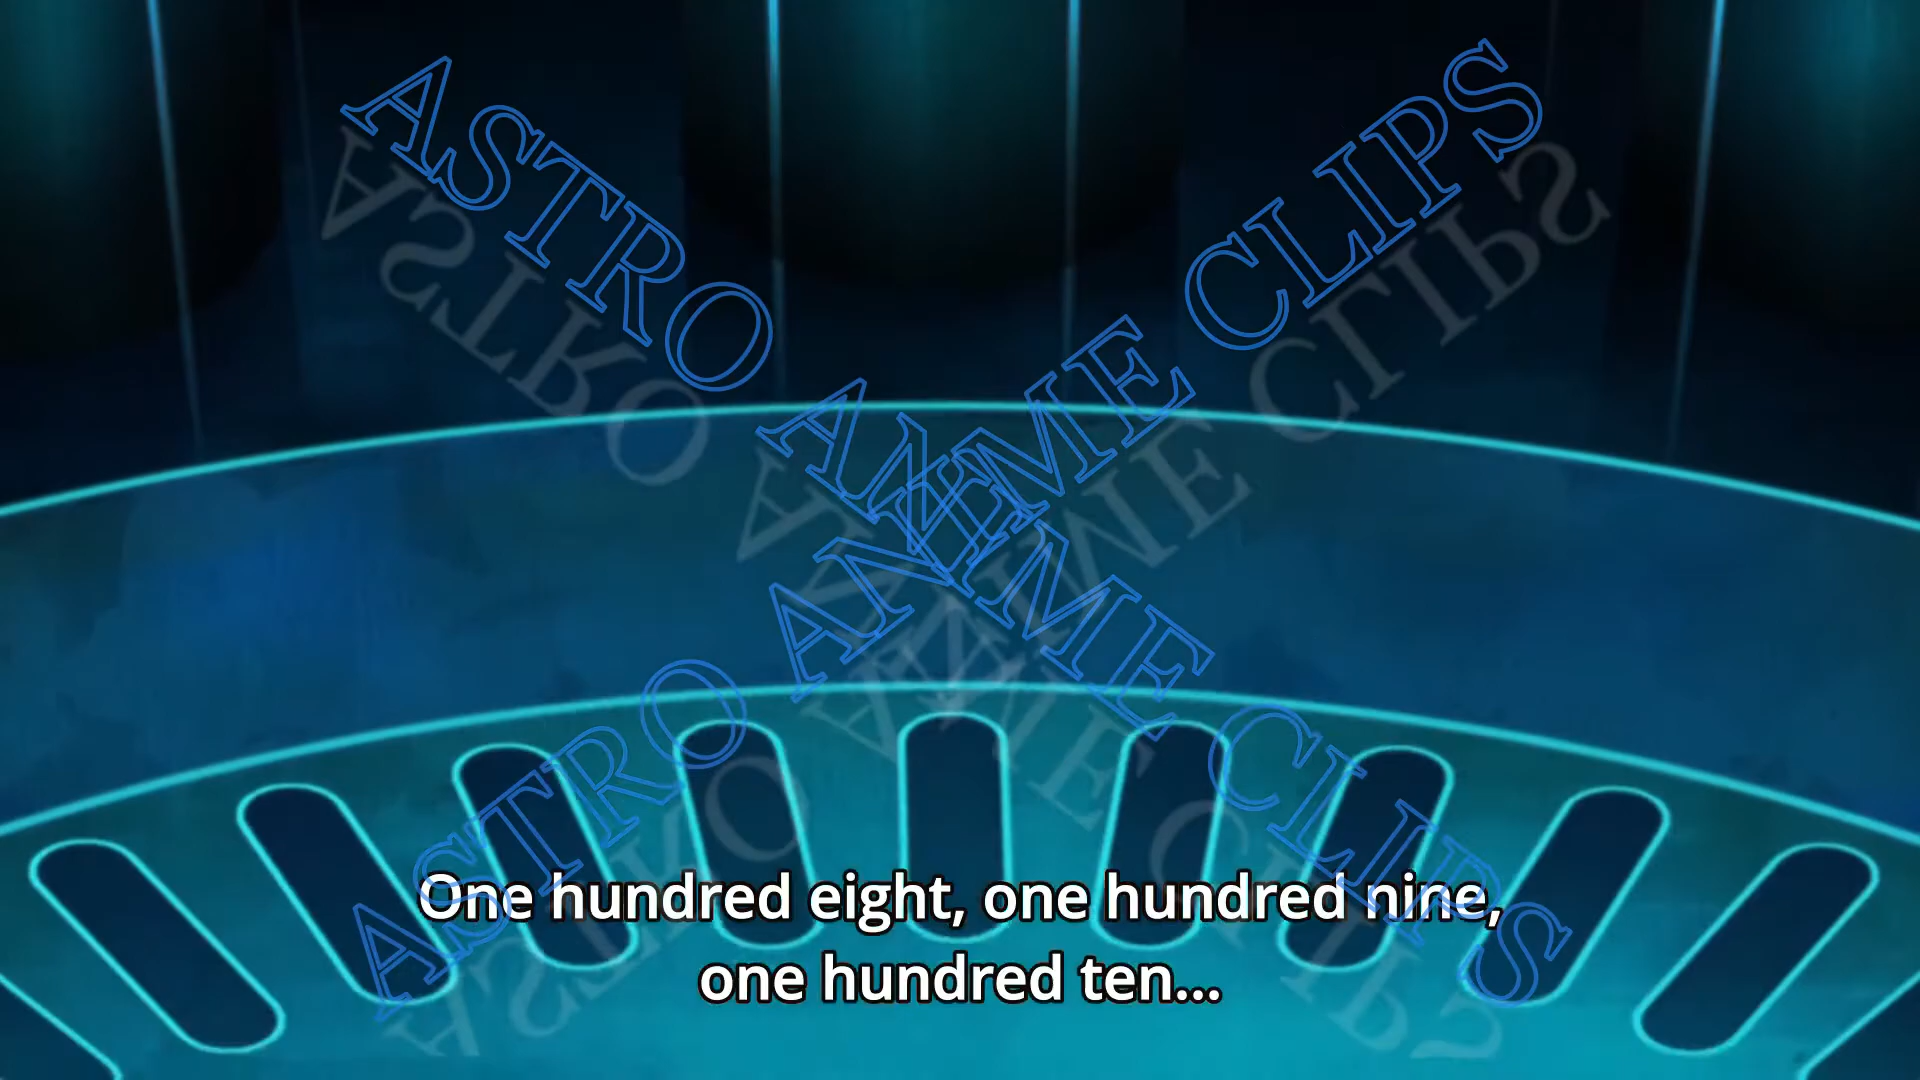 ASTRO ANIME CLIPS
ASTRO ANIME CLIPS
One hundred eight, one hundred nine,
one hundred ten...